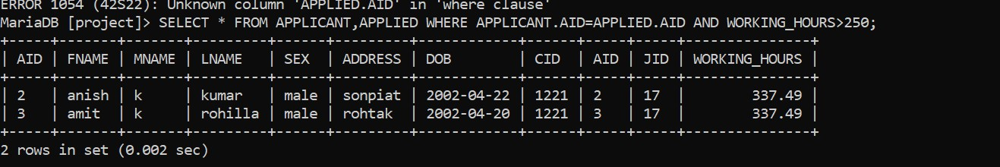 ERROR 1054 (42S22): Unknown column 'APPLIED.AID' in 'where clause'
MariaDB [project]> SELECT * FROM APPLICANT,APPLIED WHERE APPLICANT.AID=APPLIED.AID AND WORKING_HOURS>250;
+-----+-------+-------+---------+------+---------+------------+------+-----+-----+---------------+
| AID | FNAME | MNAME | LNAME   | SEX  | ADDRESS | DOB        | CID  | AID | JID | WORKING_HOURS |
+-----+-------+-------+---------+------+---------+------------+------+-----+-----+---------------+
| 2   | anish | k     | kumar   | male | sonpiat | 2002-04-22 | 1221 | 2   | 17  |        337.49 |
| 3   | amit  | k     | rohilla | male | rohtak  | 2002-04-20 | 1221 | 3   | 17  |        337.49 |
+-----+-------+-------+---------+------+---------+------------+------+-----+-----+---------------+
2 rows in set (0.002 sec)